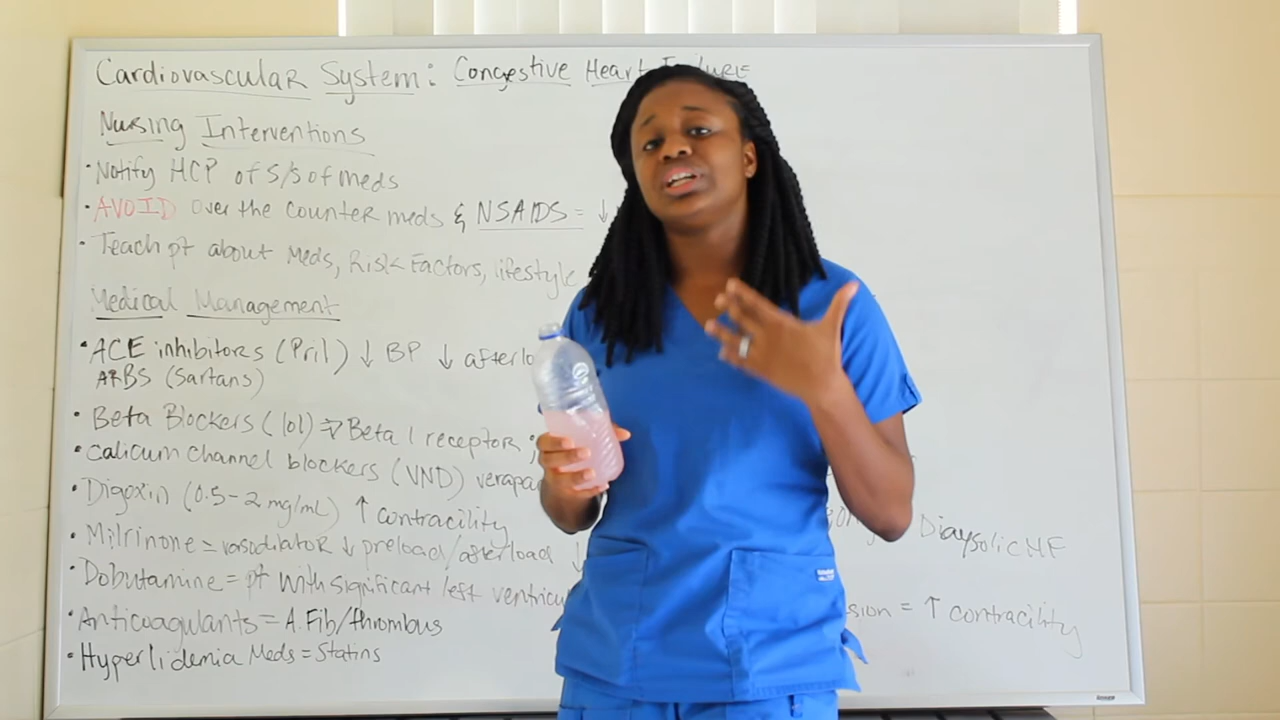 Cardiovascular System: Congestive Heart Failure
Nursing Interventions
• Notify HCP of S/S of meds
• AVOID over the counter meds & NSAIDS = ↓
• Teach pt about Meds, Risk Factors, lifestyle
Medical Management
• ACE inhibitors (Pril) ↓ BP ↓ afterlo
ARBS (Sartans)
• Beta Blockers (lol) ⇒ Beta 1 receptor ;
• Calicum Channel blockers (VND) verapa
• Digoxin (0.5-2 mg/mL) ↑ contracility
Diaysolic HF
• Milrinone = vasodilator ↓ preload/afterload ↓
• Dobutamine = pt with significant left ventricu sion = ↑ contracility
• Anticoagulants = A.Fib/thrombus
• Hyperlidemia Meds = Statins